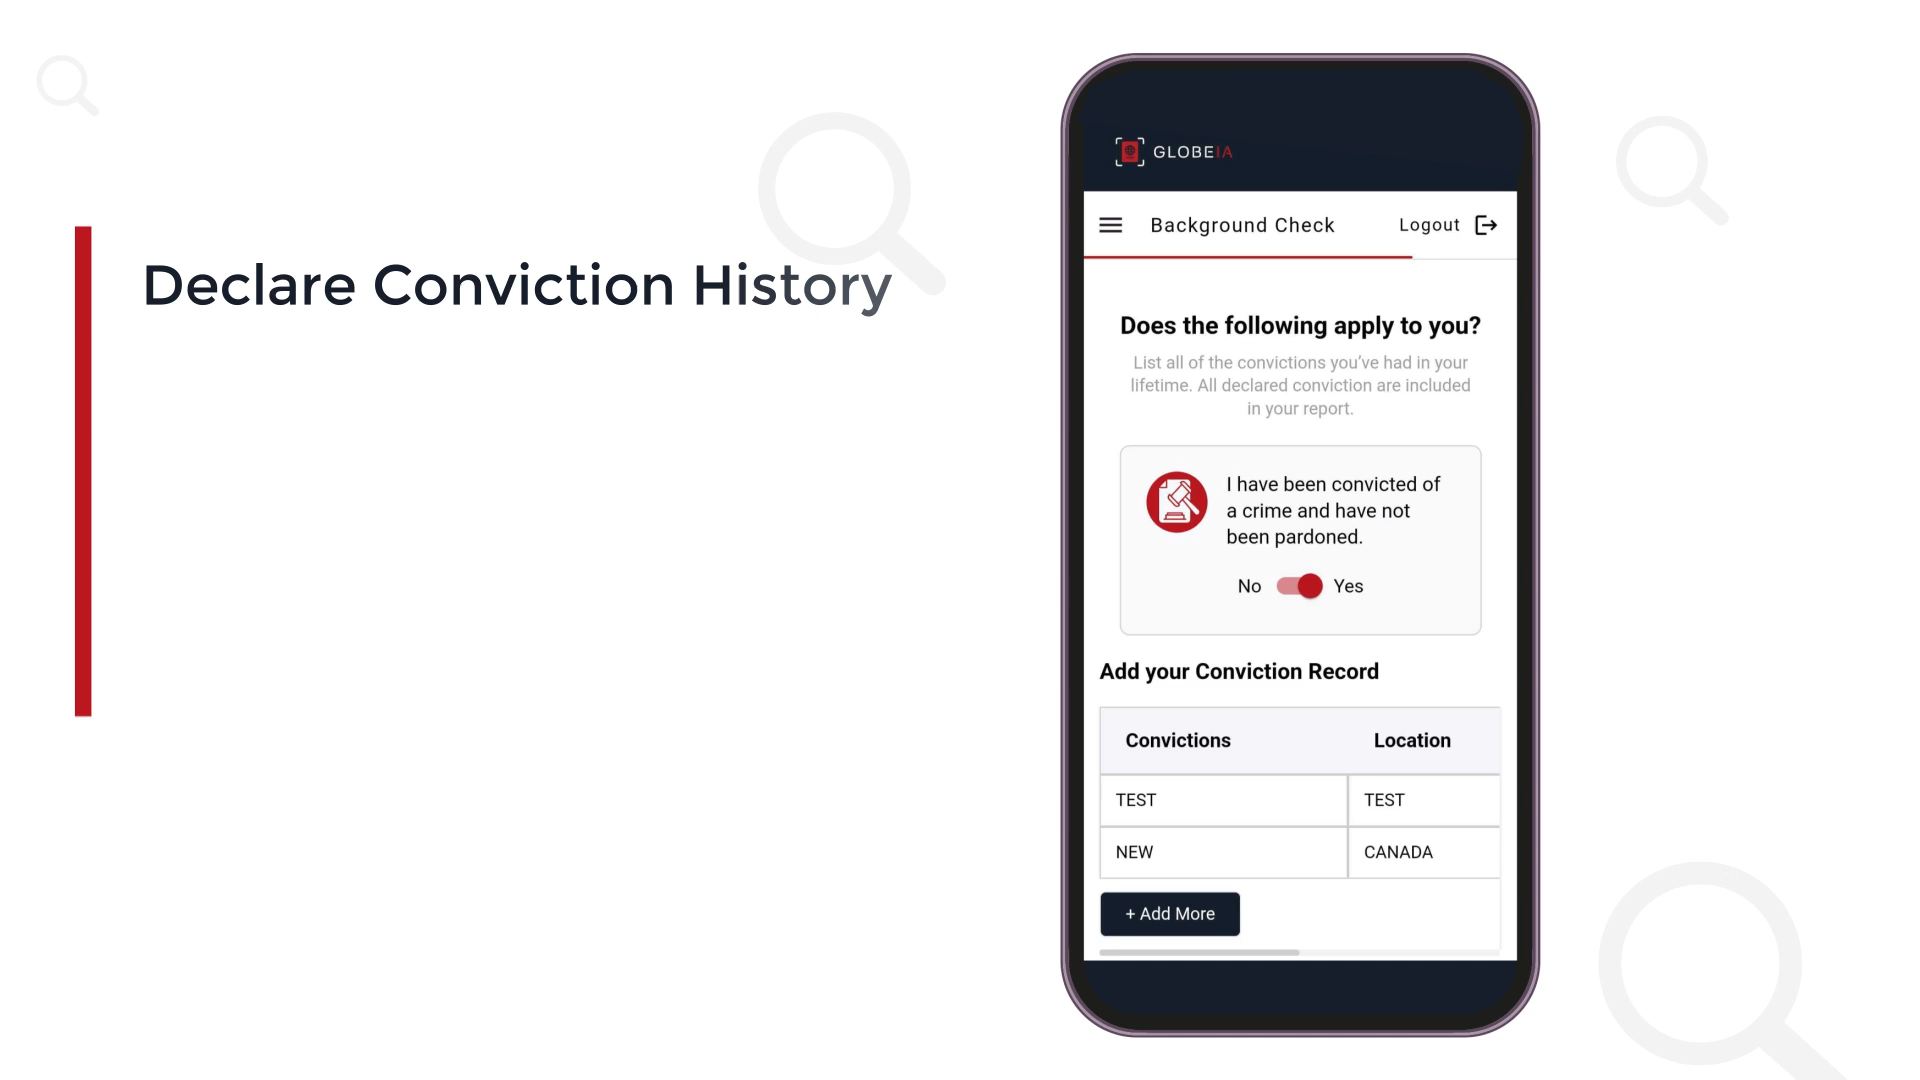 Declare Conviction History
GLOBEIA
Background Check
Logout
Does the following apply to you?
List all of the convictions you've had in your
lifetime. All declared conviction are included
in your report.
I have been convicted of
a crime and have not
been pardoned.
No Yes
Add your Conviction Record
Convictions Location
TEST TEST
NEW CANADA
+ Add More